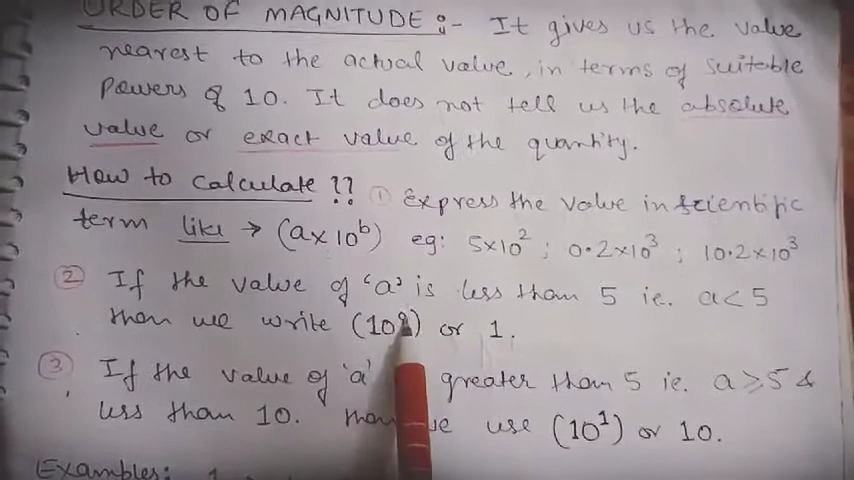 ORDER OF MAGNITUDE :- It gives us the value
nearest to the actual value, in terms of suitable
Powers of 10. It does not tell us the absolute
value or exact value of the quantity.
How to calculate ?? ① Express the value in scientific
term like → (a×10ᵇ) eg: 5×10² ; 0.2×10³ ; 10.2×10³
② If the value of 'a' is less than 5 ie. a<5
than we write (10⁰) or 1.
③ If the value of 'a' greater than 5 ie. a≥5 &
less than 10. use (10¹) or 10.
Examples: